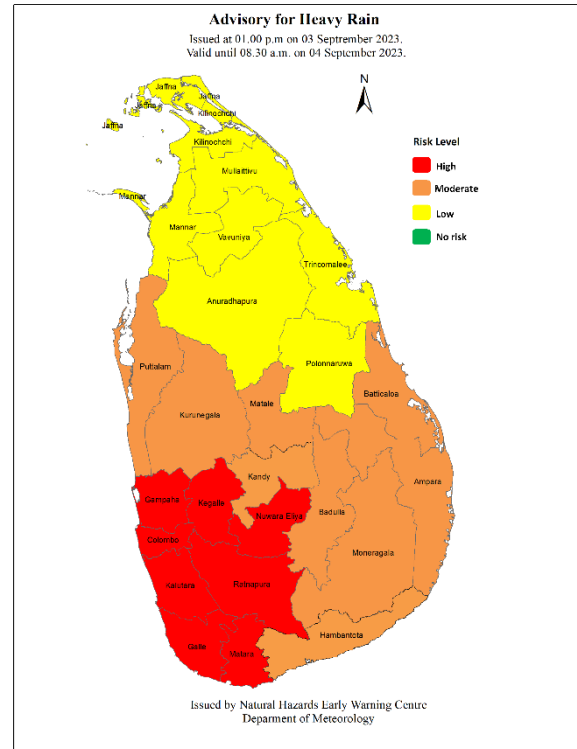 Advisory for Heavy Rain
Issued at 01.00 p.m on 03 Septrember 2023.
Valid until 08.30 a.m. on 04 September 2023.
N
Jaffna
Jaffna
Jaffna
Jaffna
Kilinochchi
Kilinochchi
Risk Level
High
Moderate
Low
No risk
Mullaittivu
Mannar
Mannar
Vavuniya
Trincomalee
Anuradhapura
Polonnaruwa
Puttalam
Batticaloa
Matale
Kurunegala
Kandy
Ampara
Gampaha
Kegalle
Nuwara Eliya
Badulla
Colombo
Moneragala
Kalutara
Ratnapura
Hambantota
Galle
Matara
Issued by Natural Hazards Early Warning Centre
Deparment of Meteorology